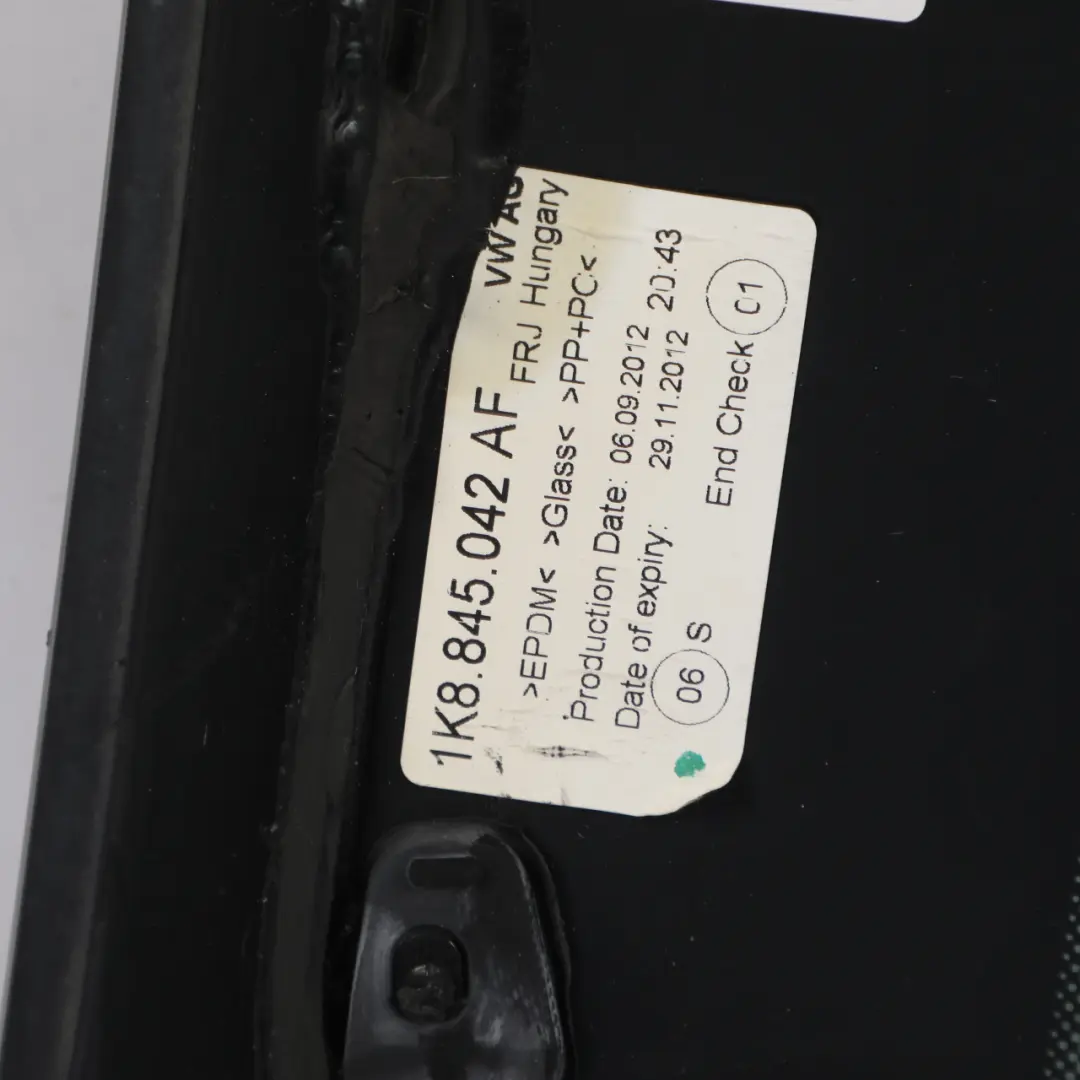 VW AG
1K8.845.042 AF FRJ Hungary
>EPDM< >Glass< >PP+PC<
Production Date: 06.09.2012
Date of expiry: 29.11.2012 20:43
06 S End Check 01